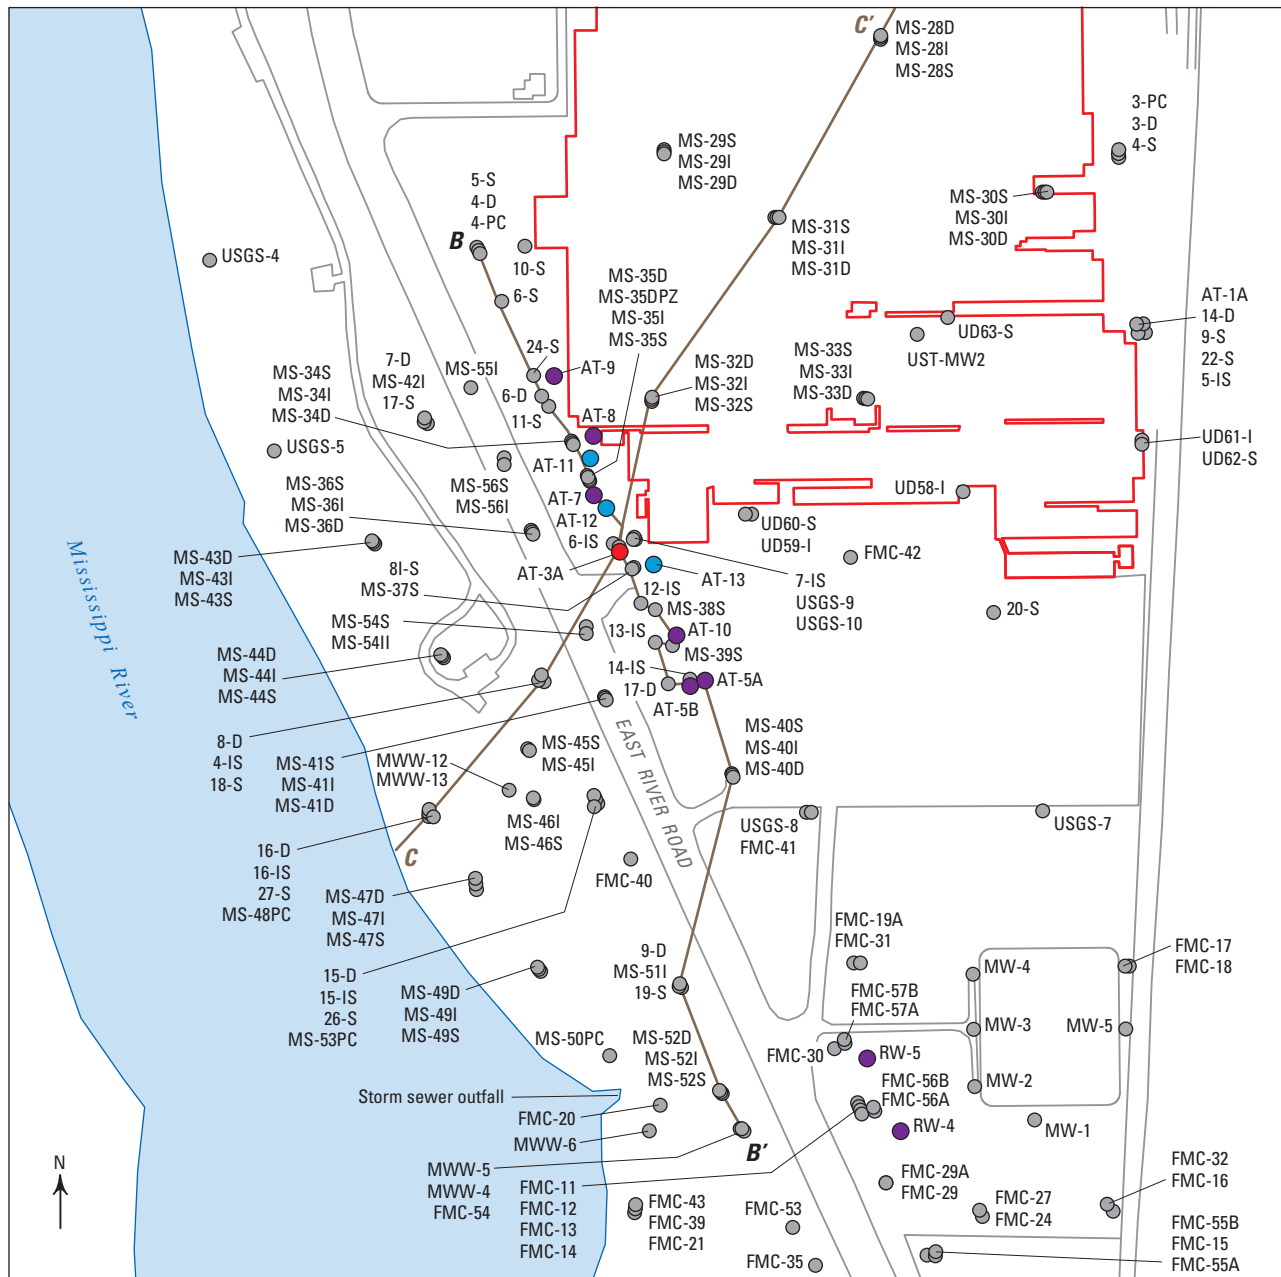 C'
MS-28D
MS-28I
MS-28S
3-PC
3-D
4-S
MS-29S
MS-29I
MS-29D
5-S
4-D
4-PC
B
10-S
USGS-4
6-S
MS-30S
MS-30I
MS-30D
MS-31S
MS-31I
MS-31D
MS-35D
MS-35DPZ
MS-35I
MS-35S
AT-1A
14-D
9-S
22-S
5-IS
UD63-S
UST-MW2
24-S
AT-9
MS-34S
MS-34I
MS-34D
7-D
MS-42I
17-S
MS-55I
6-D
11-S
MS-32D
MS-32I
MS-32S
MS-33S
MS-33I
MS-33D
AT-8
USGS-5
AT-11
UD61-I
UD62-S
MS-36S
MS-36I
MS-36D
MS-56S
MS-56I
AT-7
AT-12
6-IS
UD58-I
UD60-S
UD59-I
FMC-42
MS-43D
MS-43I
MS-43S
8I-S
MS-37S
AT-3A
AT-13
7-IS
USGS-9
USGS-10
12-IS
MS-38S
20-S
MS-54S
MS-54II
13-IS
AT-10
MS-39S
MS-44D
MS-44I
MS-44S
14-IS
17-D
AT-5A
AT-5B
Mississippi River
8-D
4-IS
18-S
MS-41S
MS-41I
MS-41D
MWW-12
MWW-13
MS-45S
MS-45I
EAST RIVER ROAD
MS-40S
MS-40I
MS-40D
MS-46I
MS-46S
USGS-8
FMC-41
USGS-7
C
16-D
16-IS
27-S
MS-48PC
FMC-40
MS-47D
MS-47I
MS-47S
FMC-19A
FMC-31
9-D
MS-51I
19-S
MW-4
FMC-17
FMC-18
15-D
15-IS
26-S
MS-53PC
MS-49D
MS-49I
MS-49S
FMC-57B
FMC-57A
MW-3
MW-5
MS-50PC
MS-52D
MS-52I
MS-52S
FMC-30
RW-5
MW-2
Storm sewer outfall
FMC-56B
FMC-56A
FMC-20
MWW-6
RW-4
MW-1
B'
N
MWW-5
MWW-4
FMC-54
FMC-11
FMC-12
FMC-13
FMC-14
FMC-43
FMC-39
FMC-21
FMC-53
FMC-35
FMC-29A
FMC-29
FMC-27
FMC-24
FMC-32
FMC-16
FMC-55B
FMC-15
FMC-55A